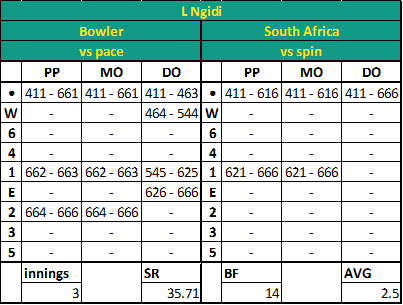 L Ngidi
Bowler South Africa
vs pace vs spin
PP MO DO PP MO DO
• 411 - 661 411 - 661 411 - 463 • 411 - 616 411 - 616 411 - 666
W - - 464 - 544 W - - -
6 - - - 6 - - -
4 - - - 4 - - -
1 662 - 663 662 - 663 545 - 625 1 621 - 666 621 - 666 -
E - - 626 - 666 E - - -
2 664 - 666 664 - 666 - 2 - - -
3 - - - 3 - - -
5 - - - 5 - - -
innings SR BF AVG
3 35.71 14 2.5